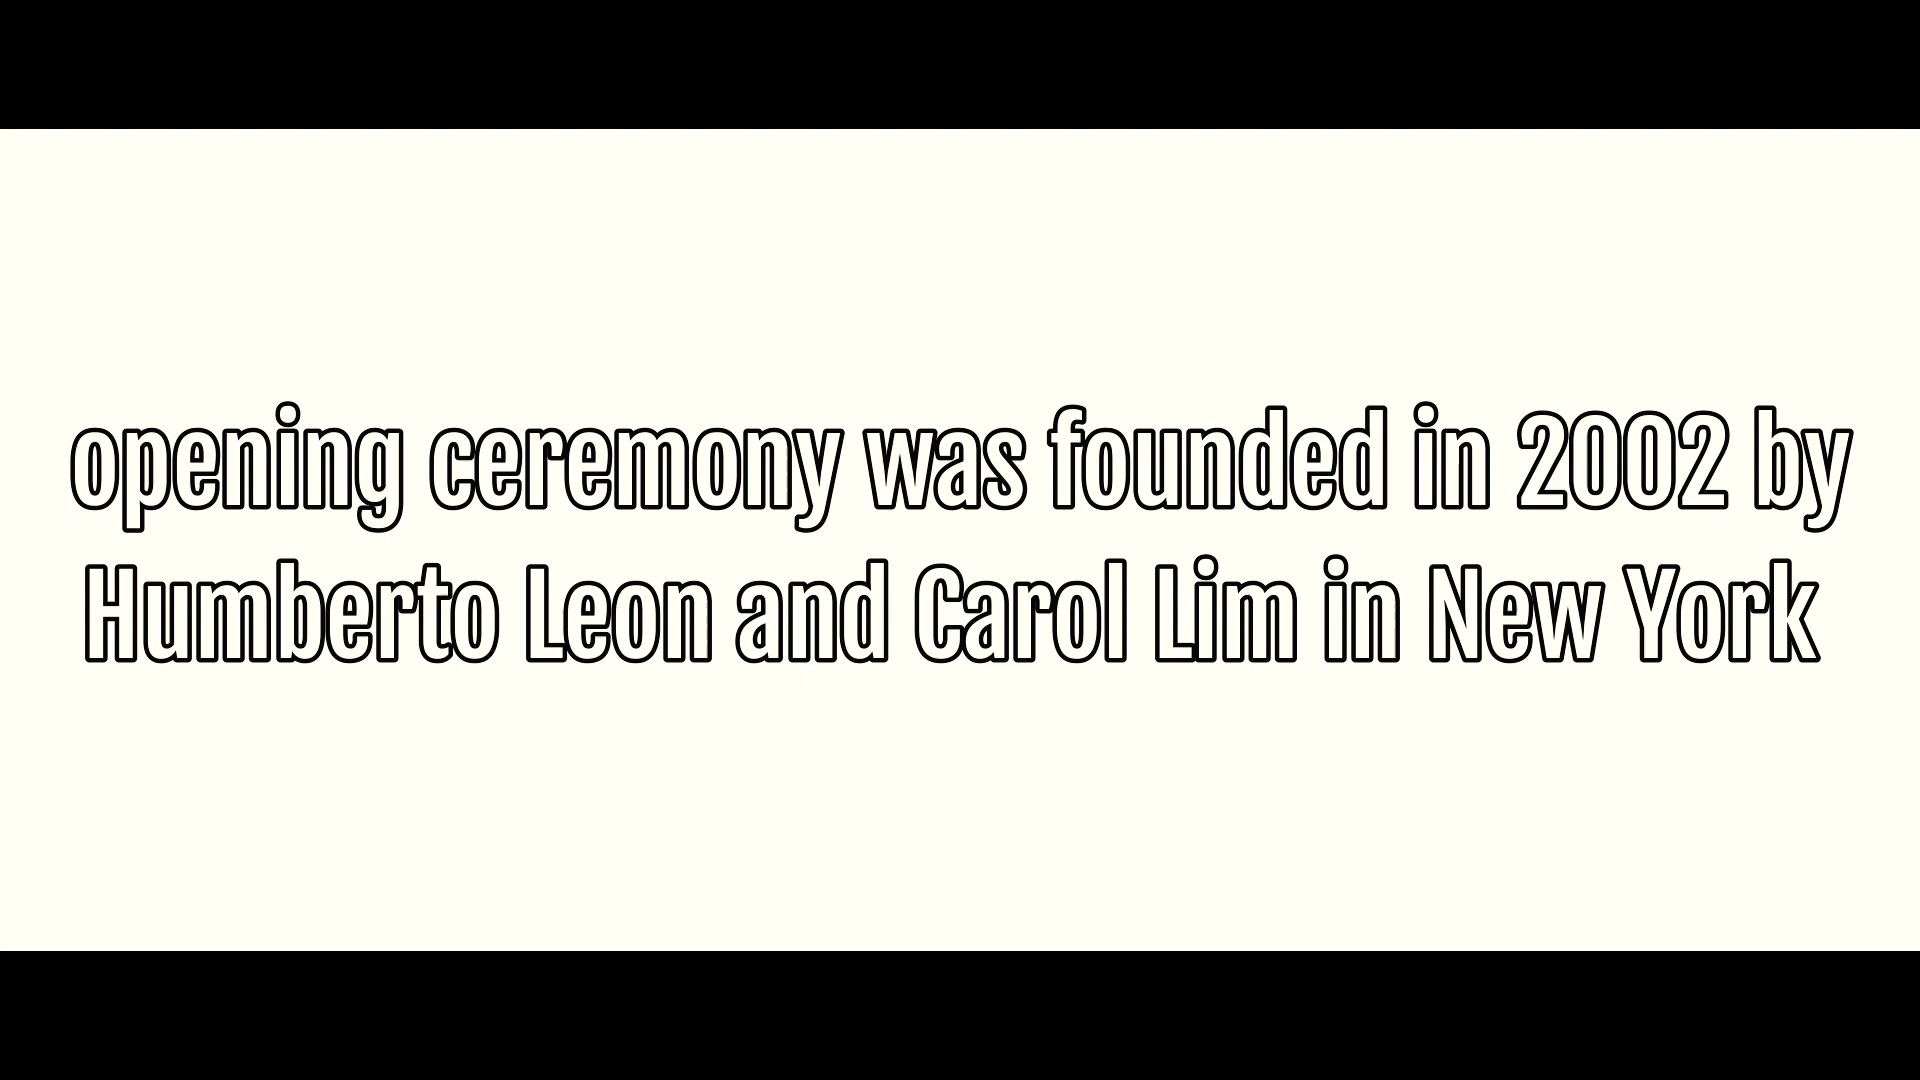 opening ceremony was founded in 2002 by
Humberto Leon and Carol Lim in New York